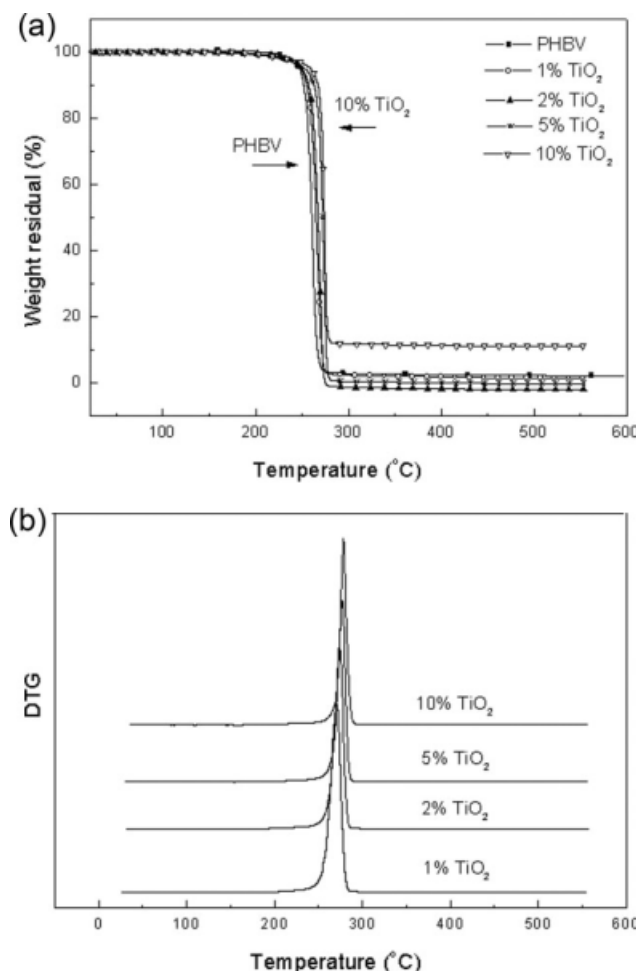 (a)
100
80
60
40
20
0
Weight residual (%)
PHBV
1% TiO₂
2% TiO₂
5% TiO₂
10% TiO₂
10% TiO₂
PHBV
100 200 300 400 500 600
Temperature (°C)
(b)
DTG
10% TiO₂
5% TiO₂
2% TiO₂
1% TiO₂
0 100 200 300 400 500 600
Temperature (°C)